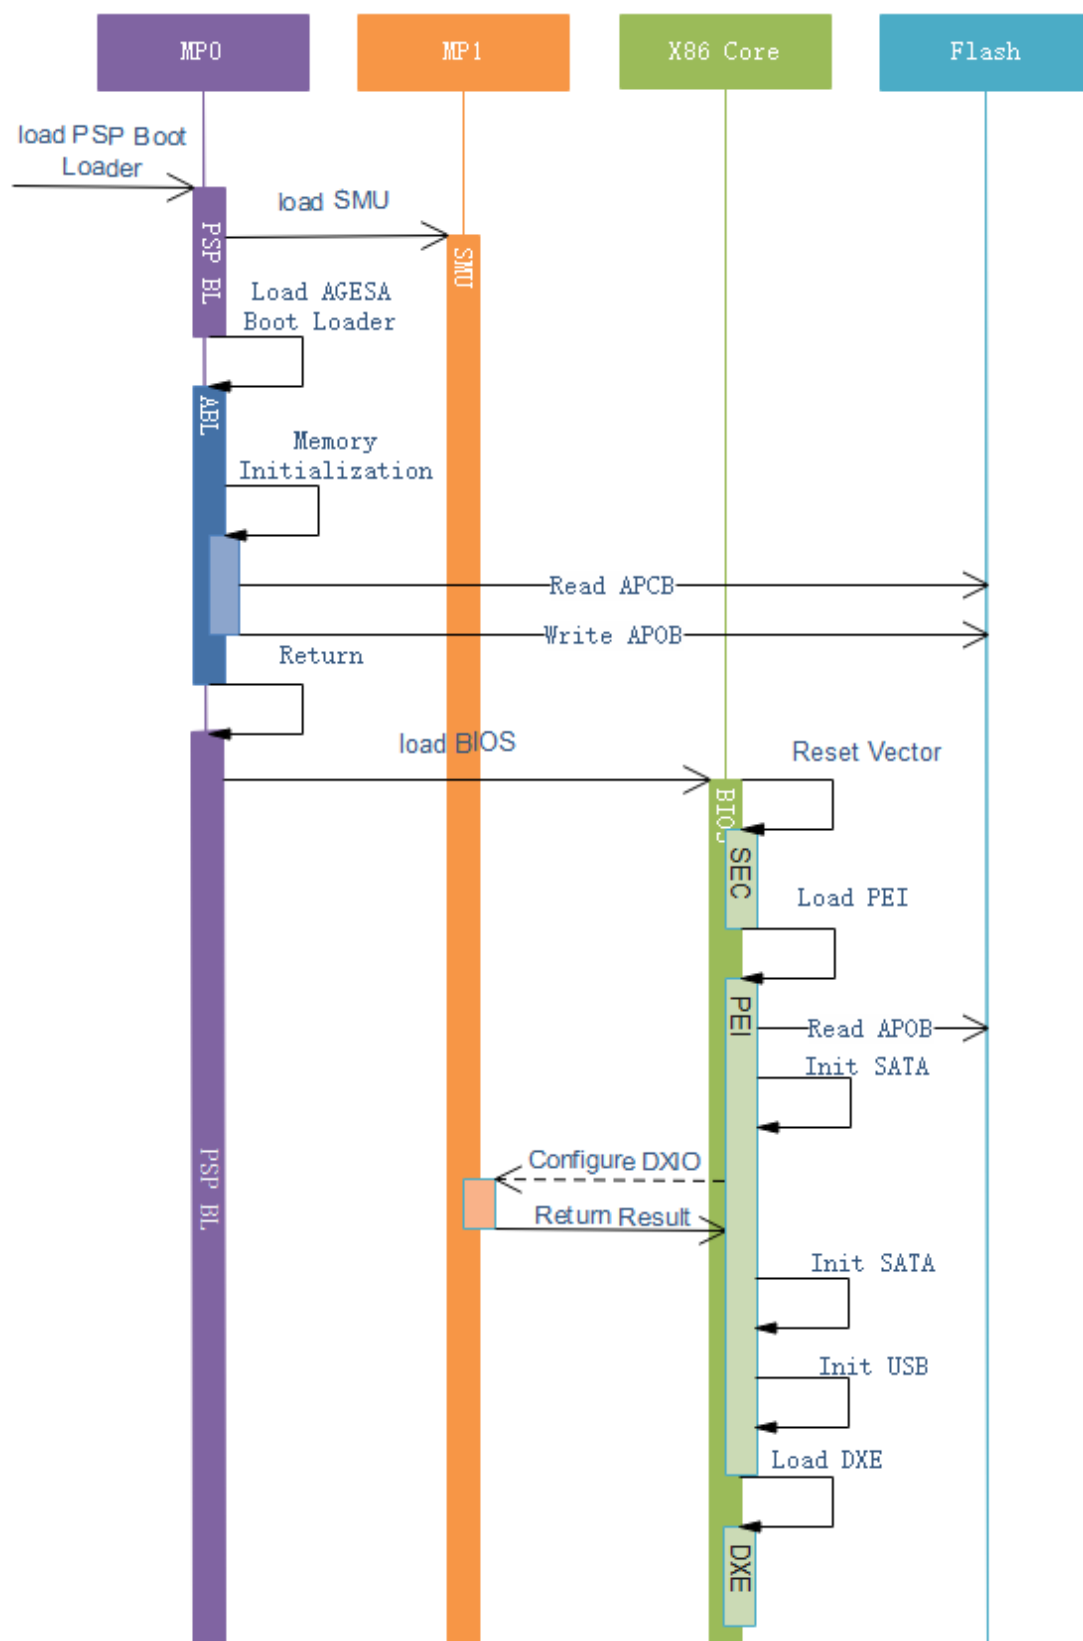 MP0
MP1
X86 Core
Flash
load PSP Boot
Loader
load SMU
PSP BL
SMU
Load AGESA
Boot Loader
ABL
Memory
Initialization
Read APCB
Write APOB
Return
load BIOS
Reset Vector
BIOS
SEC
Load PEI
PEI
Read APOB
Init SATA
Configure DXIO
PSP BL
Return Result
Init SATA
Init USB
Load DXE
DXE